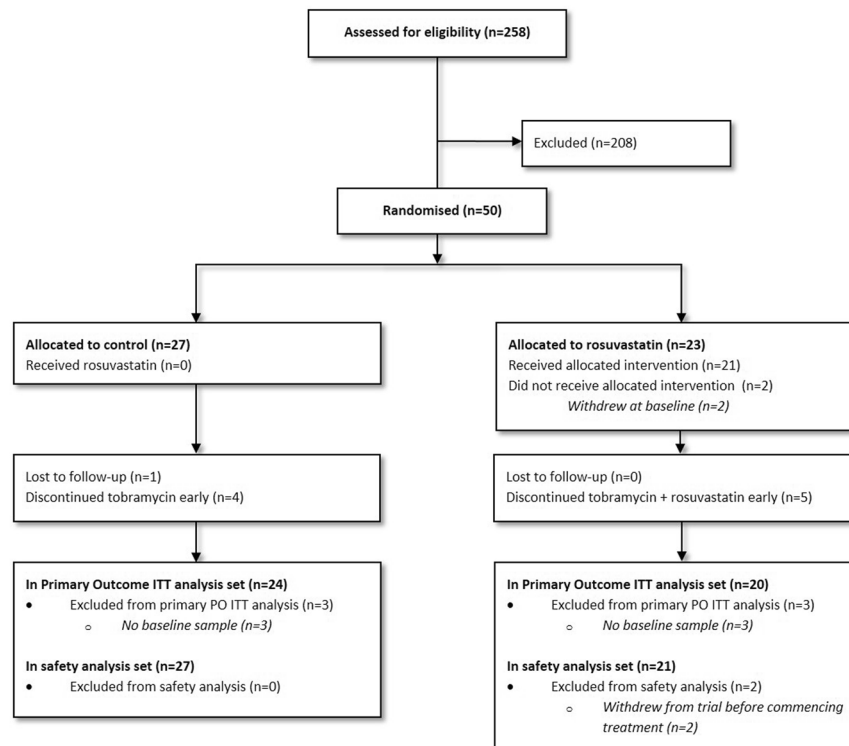 Assessed for eligibility (n=258)
Excluded (n=208)
Randomised (n=50)
Allocated to control (n=27)
Received rosuvastatin (n=0)
Allocated to rosuvastatin (n=23)
Received allocated intervention (n=21)
Did not receive allocated intervention (n=2)
Withdrew at baseline (n=2)
Lost to follow-up (n=1)
Discontinued tobramycin early (n=4)
Lost to follow-up (n=0)
Discontinued tobramycin + rosuvastatin early (n=5)
In Primary Outcome ITT analysis set (n=24)
• Excluded from primary PO ITT analysis (n=3)
o No baseline sample (n=3)
In safety analysis set (n=27)
• Excluded from safety analysis (n=0)
In Primary Outcome ITT analysis set (n=20)
• Excluded from primary PO ITT analysis (n=3)
o No baseline sample (n=3)
In safety analysis set (n=21)
• Excluded from safety analysis (n=2)
o Withdrew from trial before commencing
treatment (n=2)